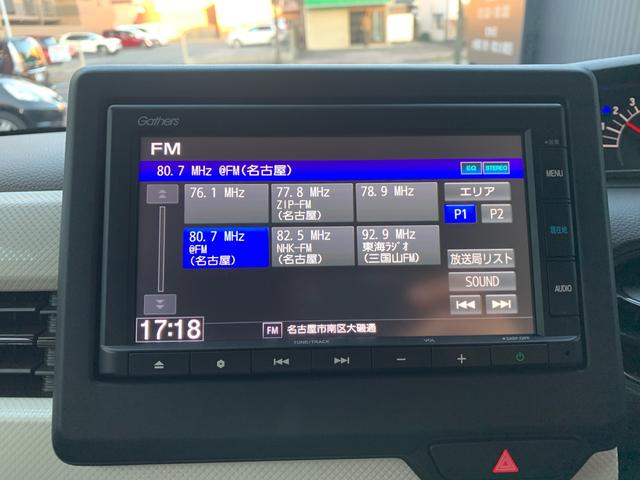 Gathers
FM
80.7 MHz @FM(名古屋)
EQ STEREO
76.1 MHz
77.8 MHz
ZIP-FM
(名古屋)
78.9 MHz
エリア
P1 P2
80.7 MHz
@FM
(名古屋)
82.5 MHz
NHK-FM
(名古屋)
92.9 MHz
東海ラジオ
(三国山FM)
放送局リスト
SOUND
17:18
FM 名古屋市南区大磯通
MENU
現在地
AUDIO
TUNE/TRACK
VOL
1
2
3